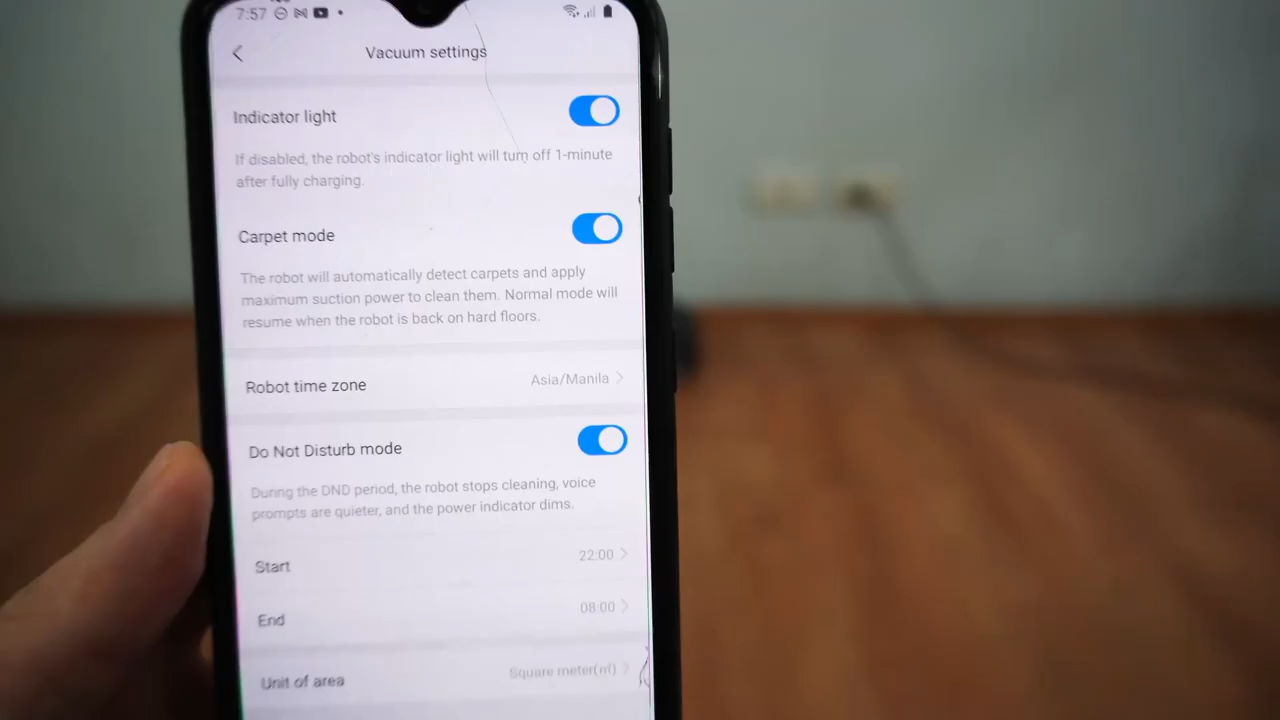 7:57
Vacuum settings
Indicator light
If disabled, the robot's indicator light will turn off 1-minute
after fully charging.
Carpet mode
The robot will automatically detect carpets and apply
maximum suction power to clean them. Normal mode will
resume when the robot is back on hard floors.
Robot time zone Asia/Manila
Do Not Disturb mode
During the DND period, the robot stops cleaning, voice
prompts are quieter, and the power indicator dims.
Start 22:00
End 08:00
Unit of area Square meter(㎡)